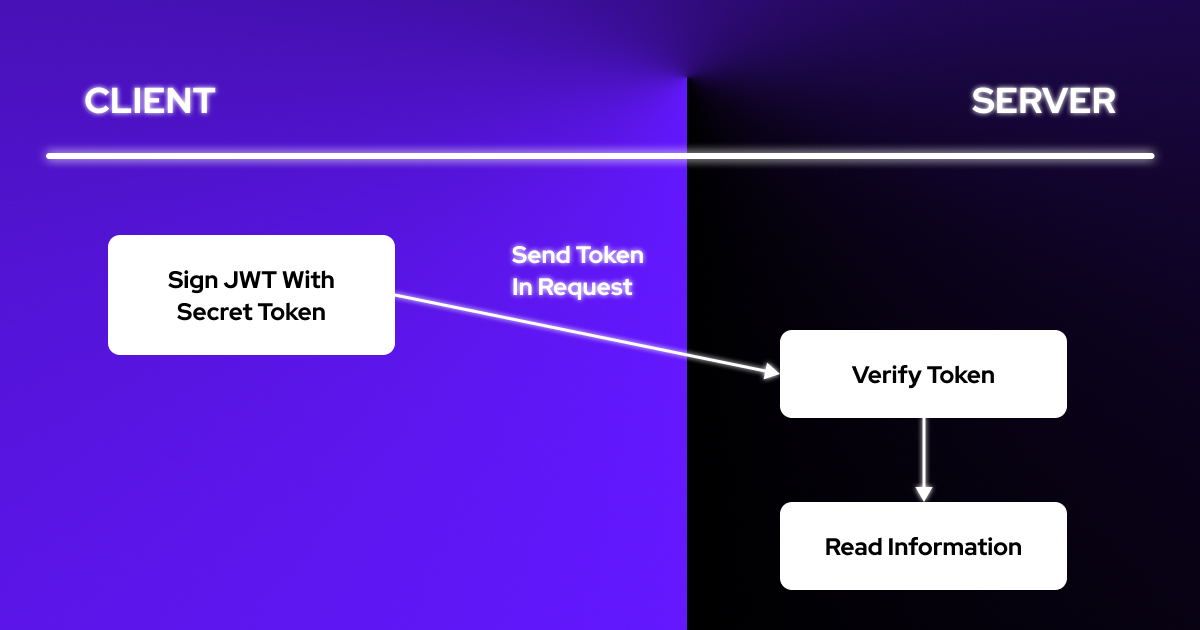 CLIENT
SERVER
Sign JWT With
Secret Token
Send Token
In Request
Verify Token
Read Information